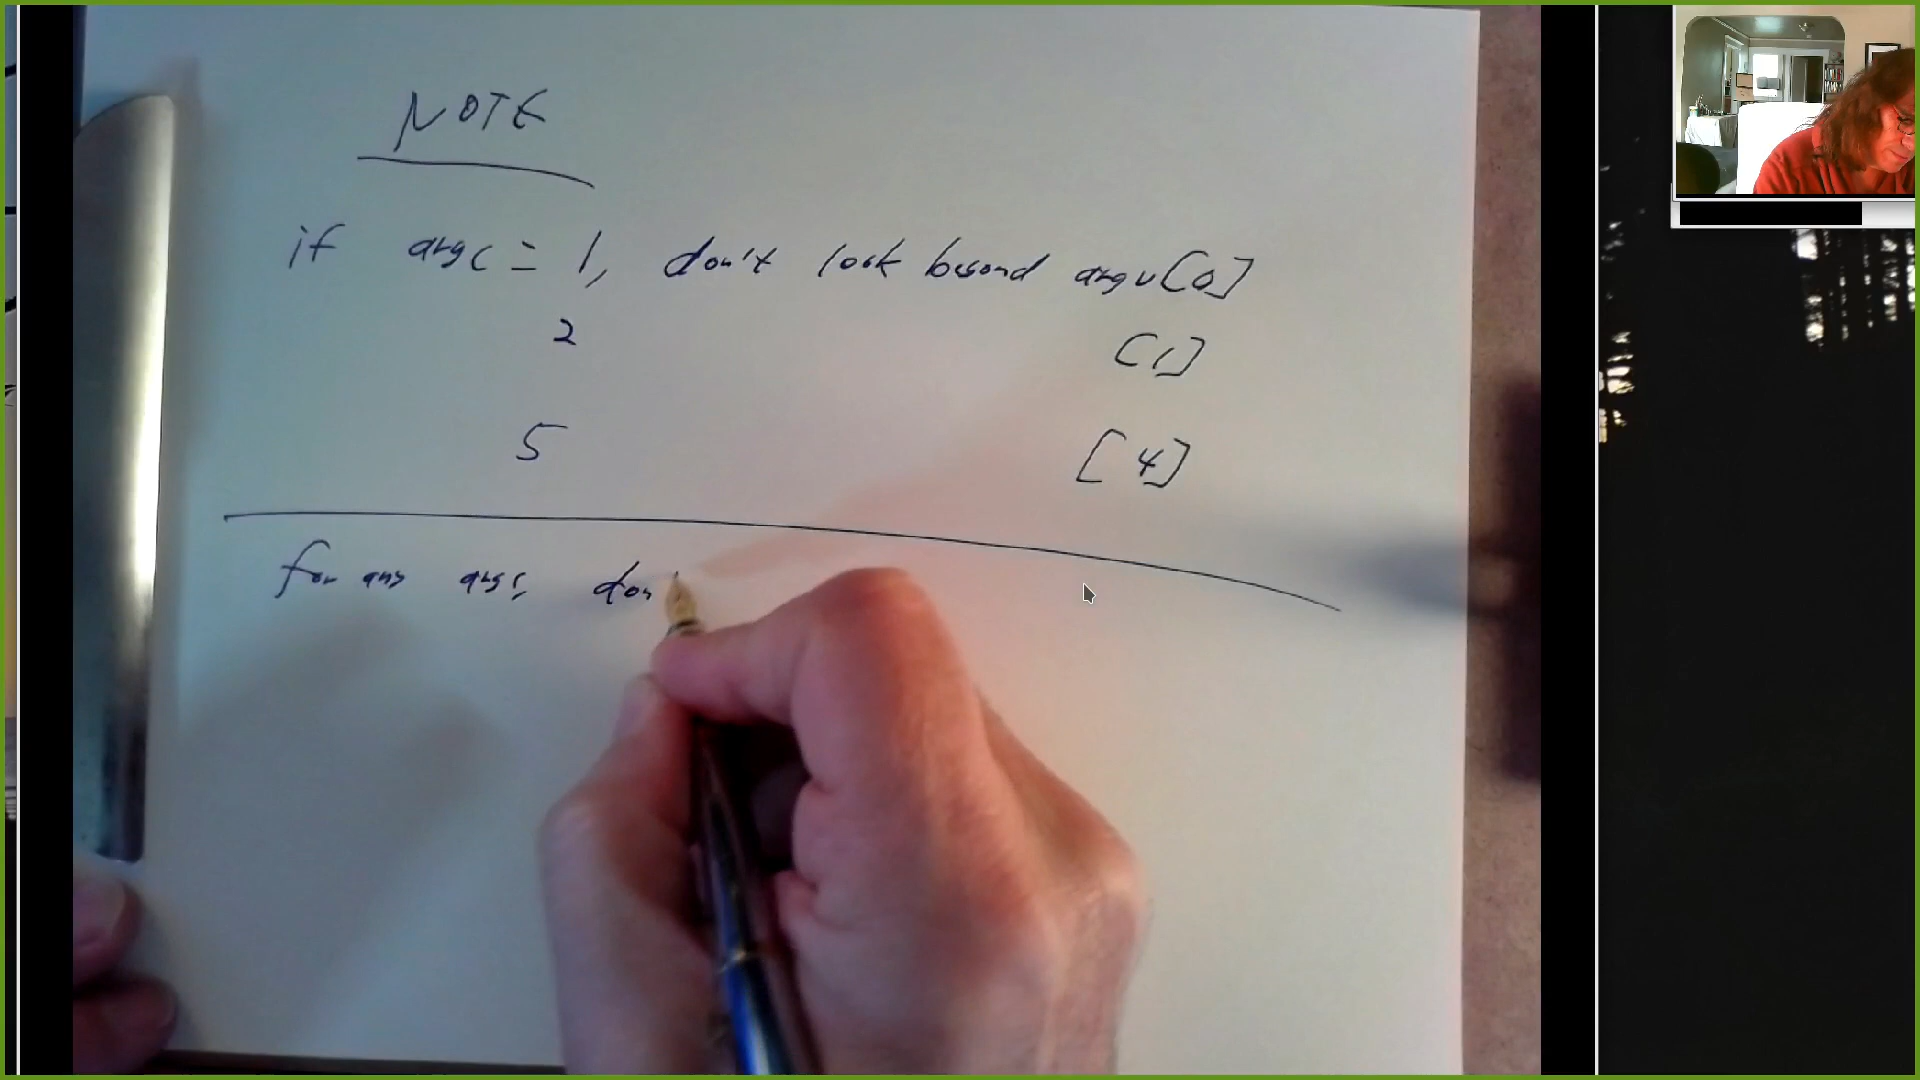 NOTE
if argc = 1, don't look beyond argv[0]
2 [1]
5 [4]
for any argc, don